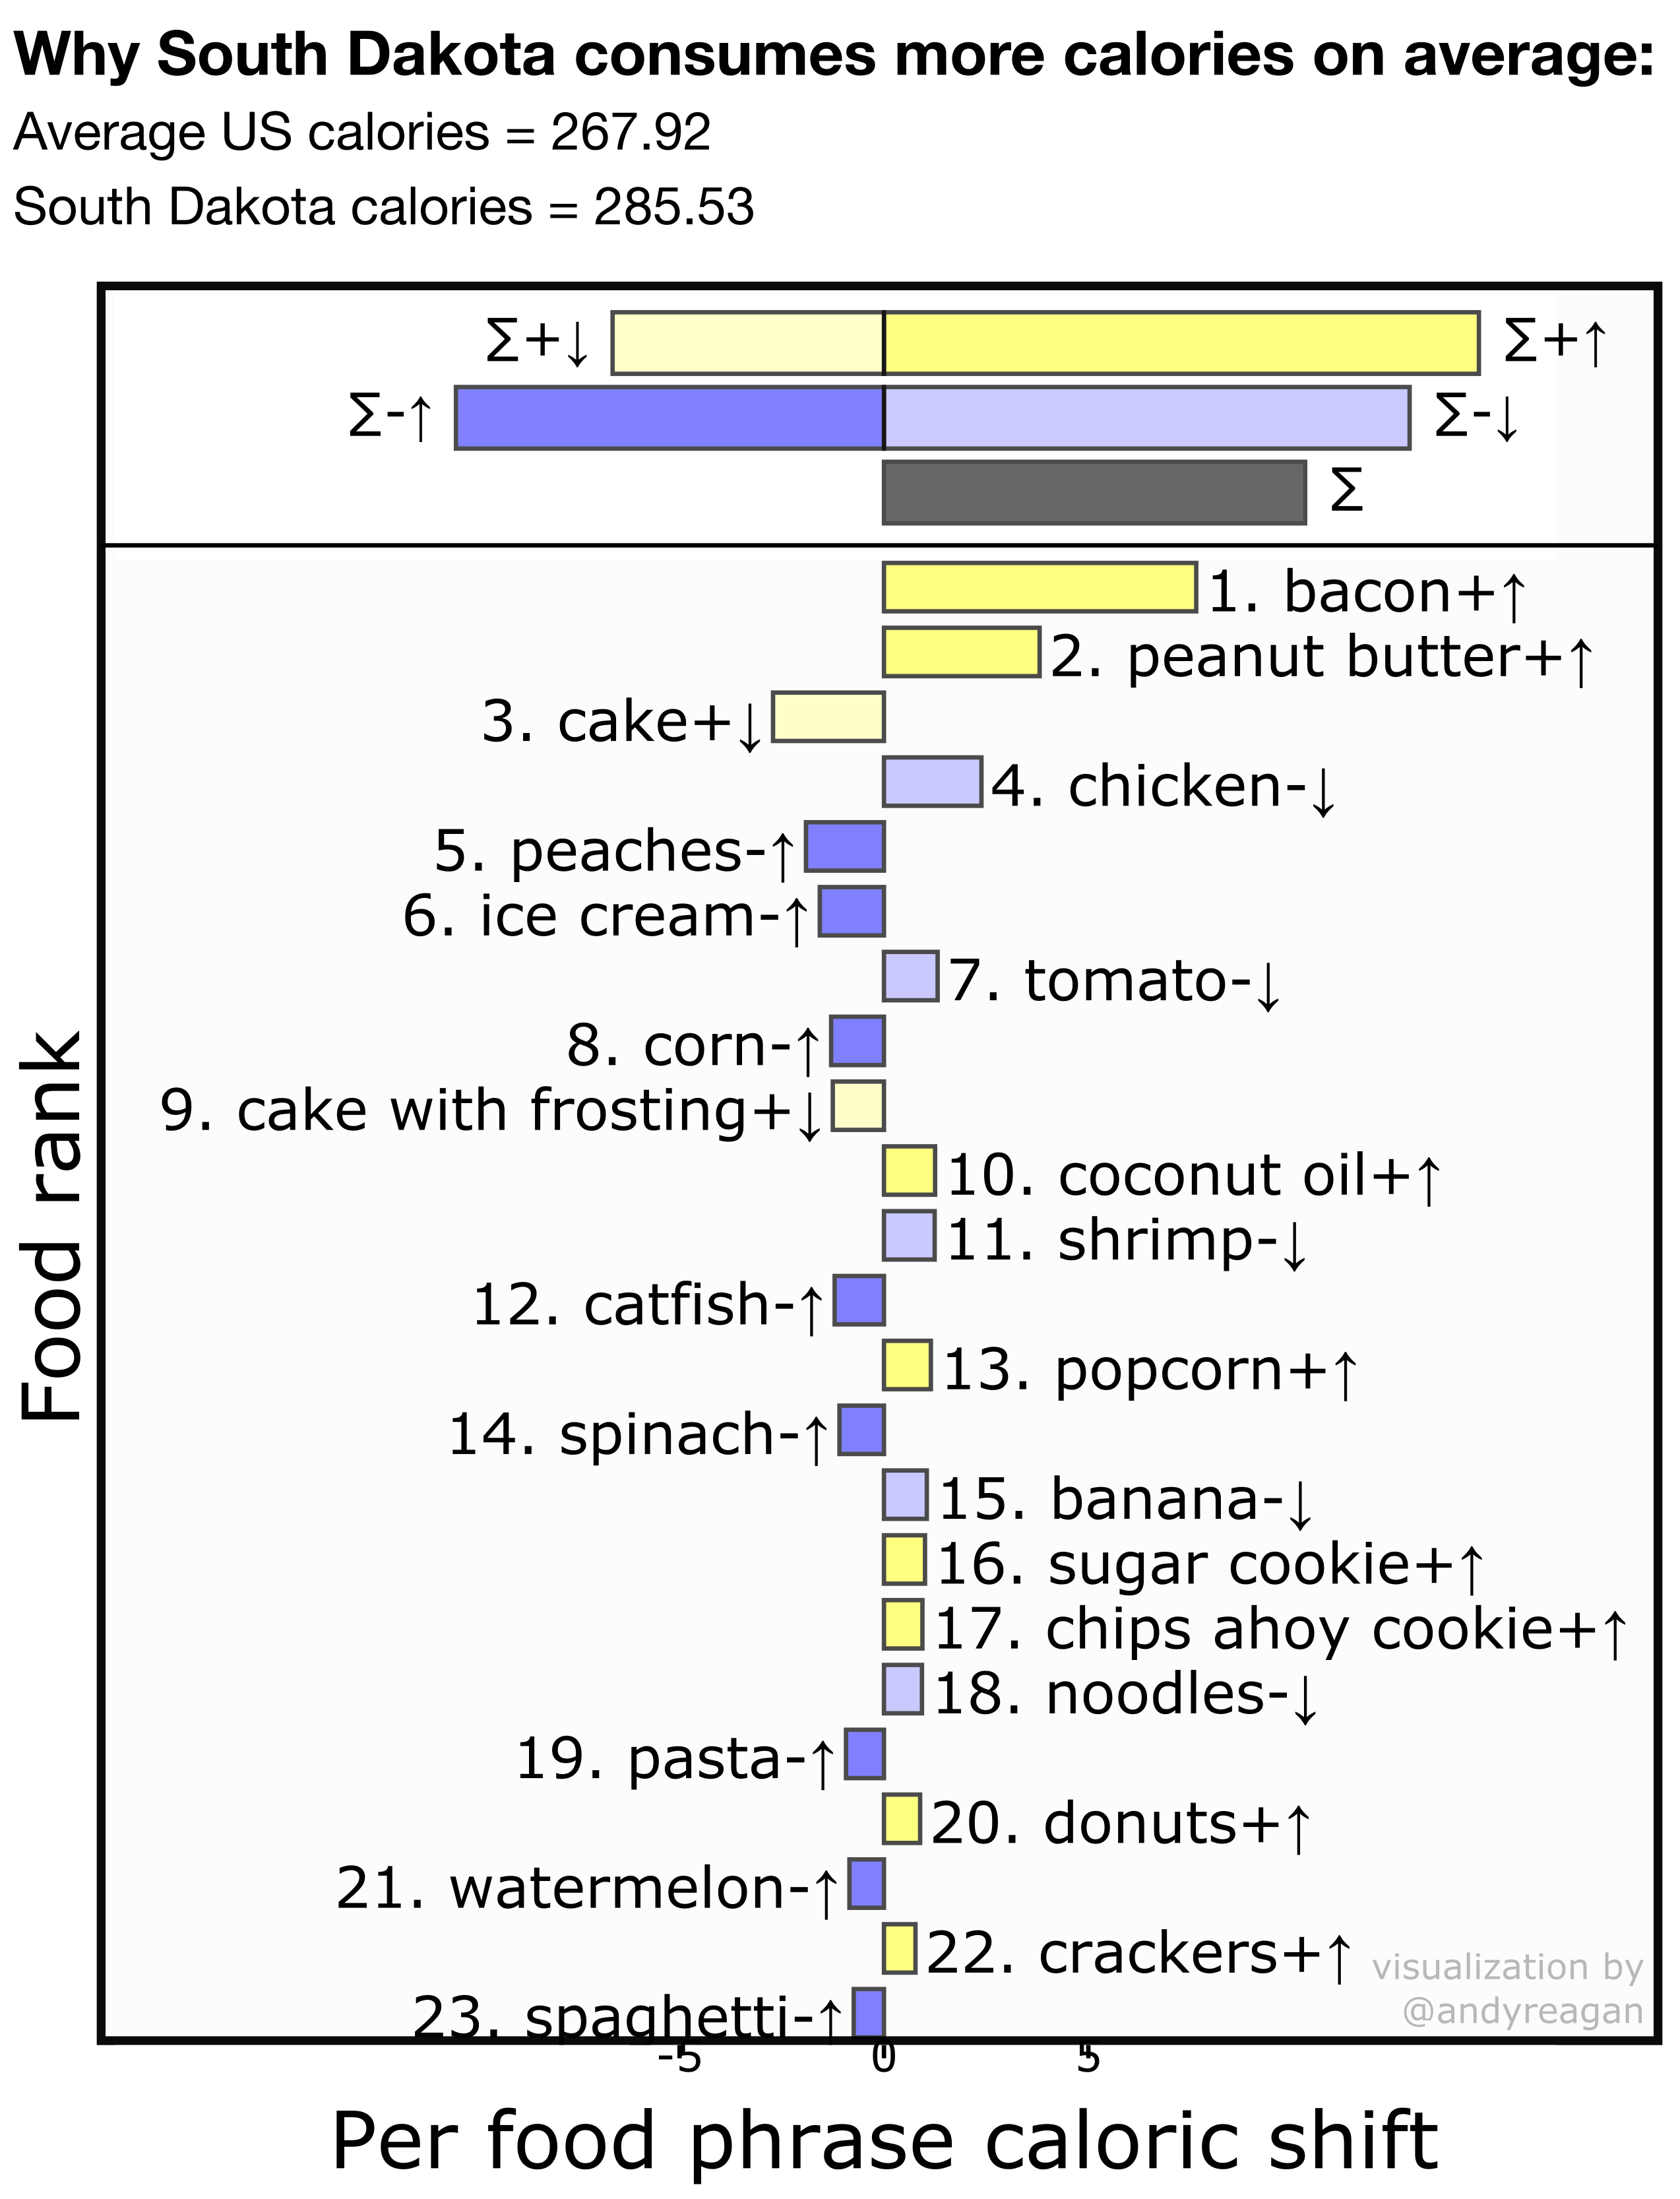 Why South Dakota consumes more calories on average:
Average US calories = 267.92
South Dakota calories = 285.53
∑+↓ ∑+↑
∑-↑ ∑-↓
∑
1. bacon+↑
2. peanut butter+↑
3. cake+↓
4. chicken-↓
5. peaches-↑
6. ice cream-↑
7. tomato-↓
8. corn-↑
9. cake with frosting+↓
10. coconut oil+↑
11. shrimp-↓
12. catfish-↑
13. popcorn+↑
14. spinach-↑
15. banana-↓
16. sugar cookie+↑
17. chips ahoy cookie+↑
18. noodles-↓
19. pasta-↑
20. donuts+↑
21. watermelon-↑
22. crackers+↑
23. spaghetti-↑
visualization by
@andyreagan
Food rank
-5 0 5
Per food phrase caloric shift